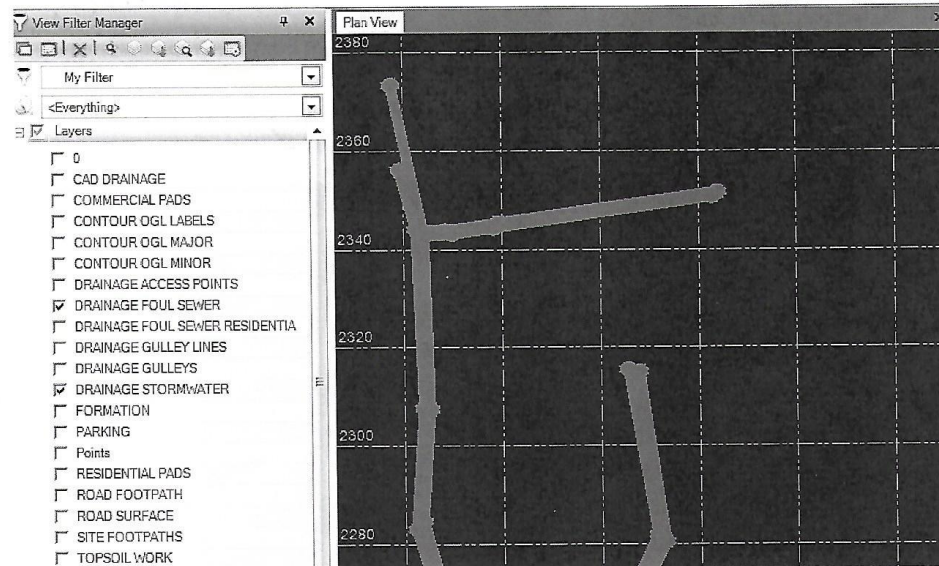 View Filter Manager
My Filter
<Everything>
Layers
0
CAD DRAINAGE
COMMERCIAL PADS
CONTOUR OGL LABELS
CONTOUR OGL MAJOR
CONTOUR OGL MINOR
DRAINAGE ACCESS POINTS
DRAINAGE FOUL SEWER
DRAINAGE FOUL SEWER RESIDENTIA
DRAINAGE GULLEY LINES
DRAINAGE GULLEYS
DRAINAGE STORMWATER
FORMATION
PARKING
Points
RESIDENTIAL PADS
ROAD FOOTPATH
ROAD SURFACE
SITE FOOTPATHS
TOPSOIL WORK
Plan View
2380
2360
2340
2320
2300
2280